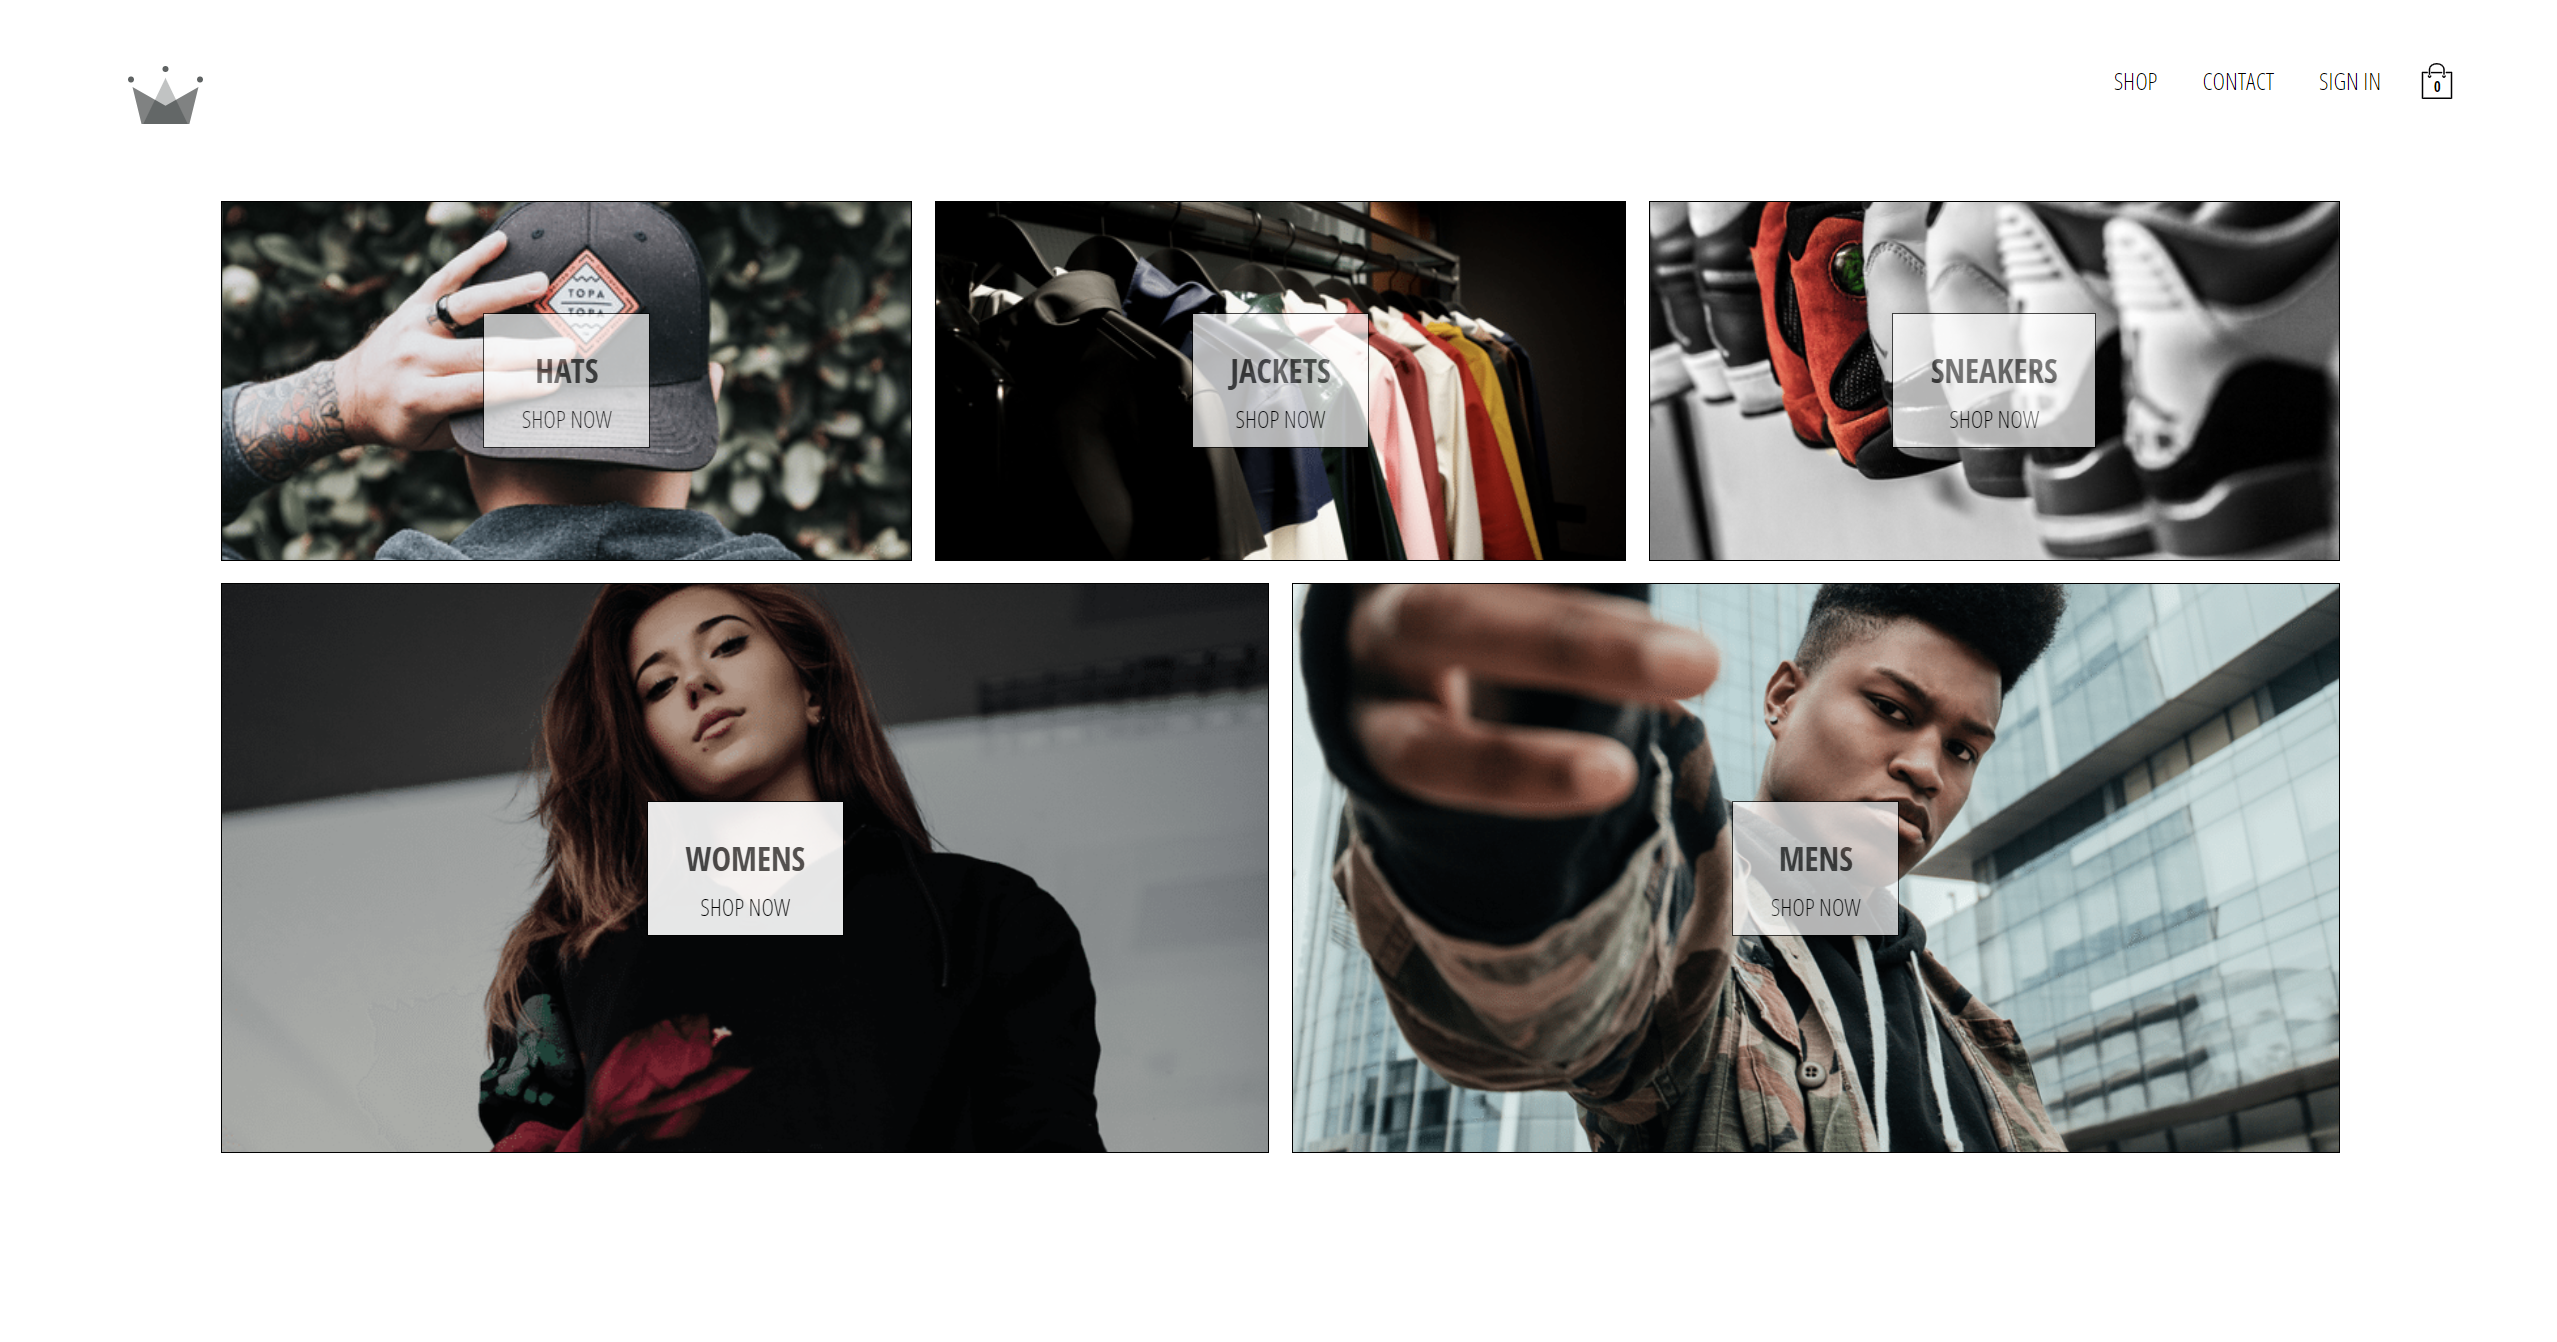 SHOP
CONTACT
SIGN IN
0
TOPA
TOPA
HATS
SHOP NOW
JACKETS
SHOP NOW
SNEAKERS
SHOP NOW
WOMENS
SHOP NOW
MENS
SHOP NOW